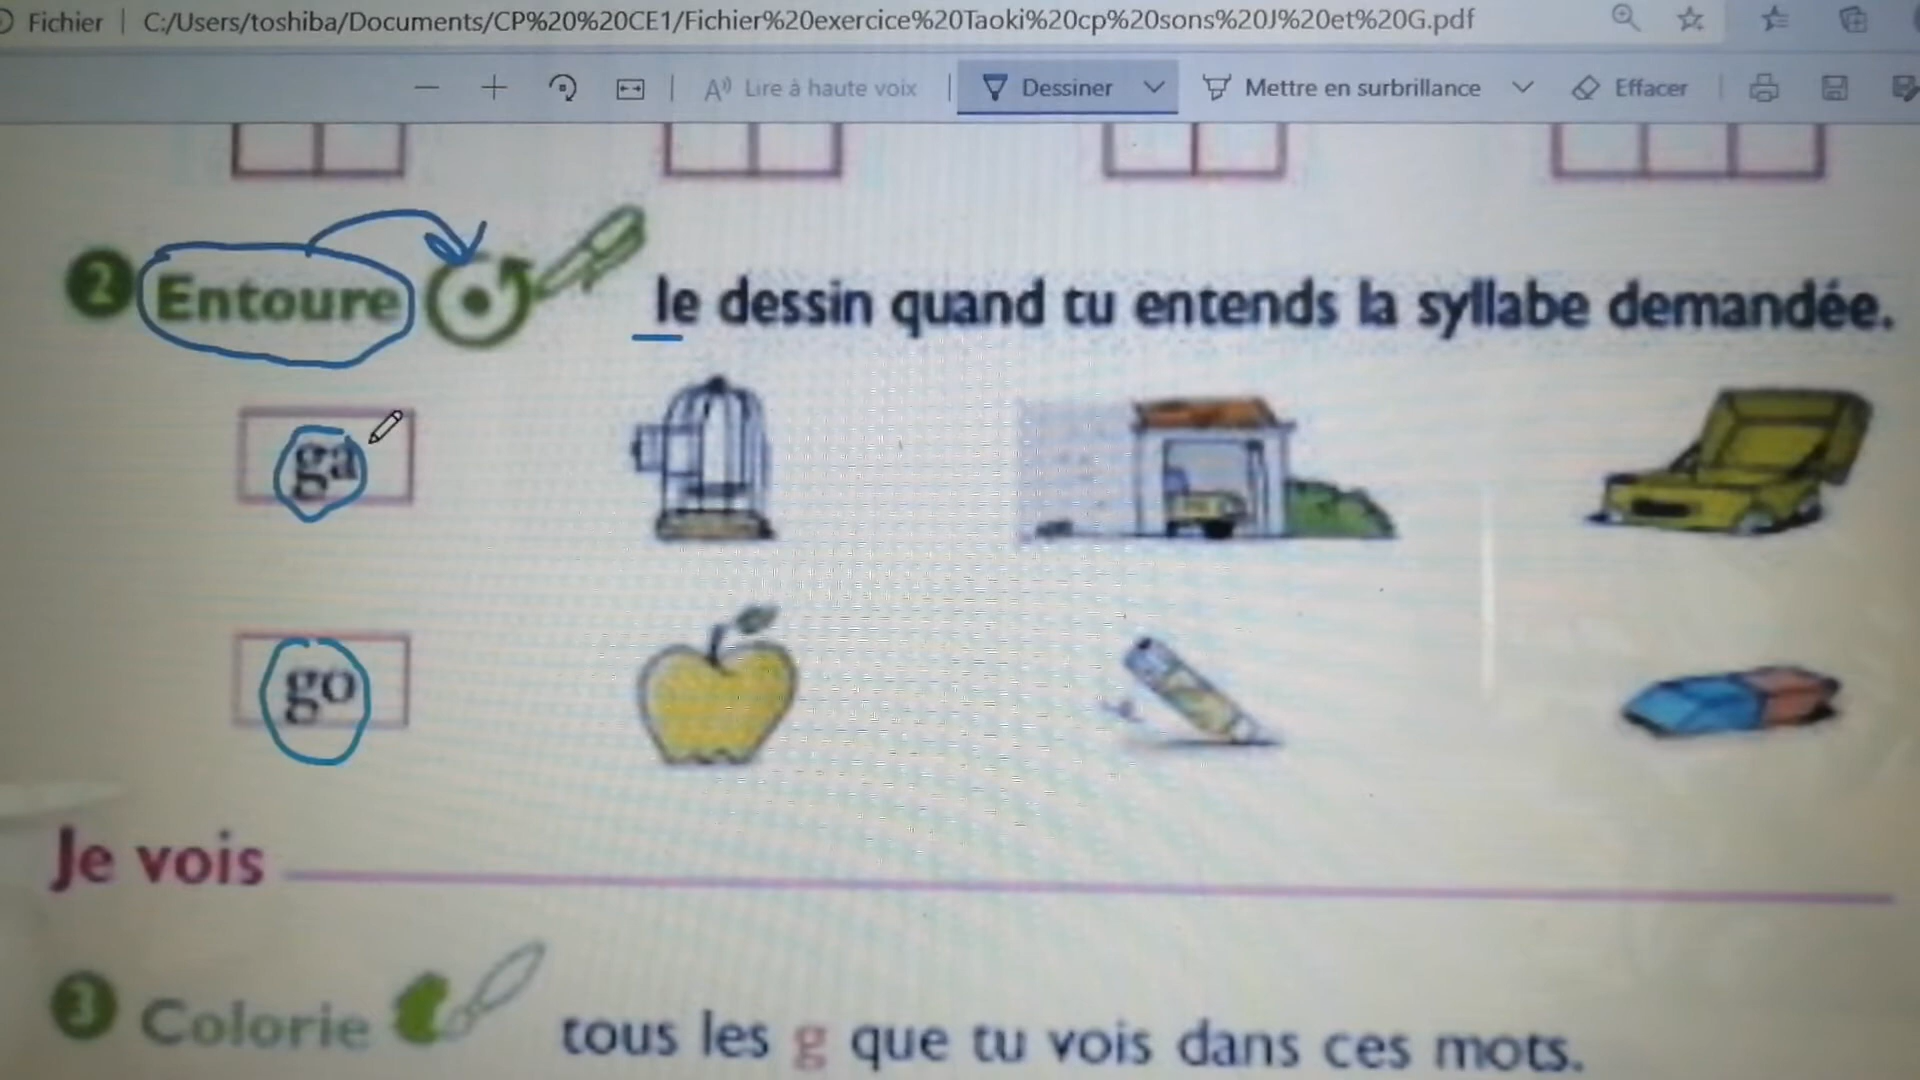 Fichier | C:/Users/toshiba/Documents/CP%20%20CE1/Fichier%20exercice%20Taoki%20cp%20sons%20J%20et%20G.pdf
Lire à haute voix Dessiner Mettre en surbrillance Effacer
2 Entoure le dessin quand tu entends la syllabe demandée.
ga
go
Je vois
3 Colorie tous les g que tu vois dans ces mots.